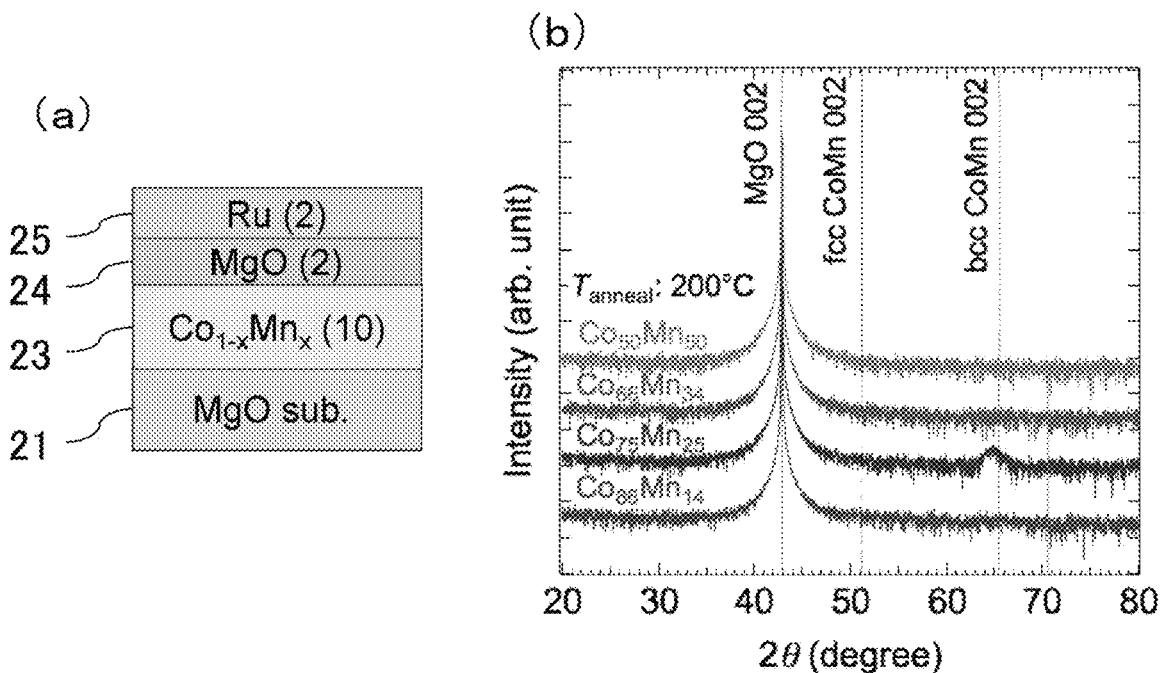 (a)
25
Ru (2)
24
MgO (2)
23
Co1-xMnx (10)
21
MgO sub.
(b)
Intensity (arb. unit)
MgO 002
fcc CoMn 002
bcc CoMn 002
Tanneal: 200°C
Co50Mn50
Co66Mn34
Co75Mn25
Co86Mn14
20 30 40 50 60 70 80
2θ (degree)